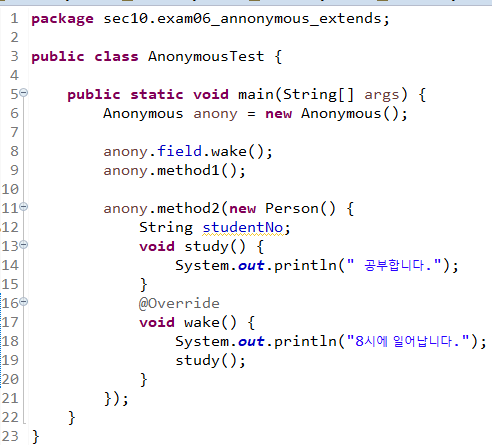 1 package sec10.exam06_annonymous_extends;
2
3 public class AnonymousTest {
4
5 public static void main(String[] args) {
6 Anonymous anony = new Anonymous();
7
8 anony.field.wake();
9 anony.method1();
10
11 anony.method2(new Person() {
12 String studentNo;
13 void study() {
14 System.out.println(" 공부합니다.");
15 }
16 @Override
17 void wake() {
18 System.out.println("8시에 일어납니다.");
19 study();
20 }
21 });
22 }
23 }